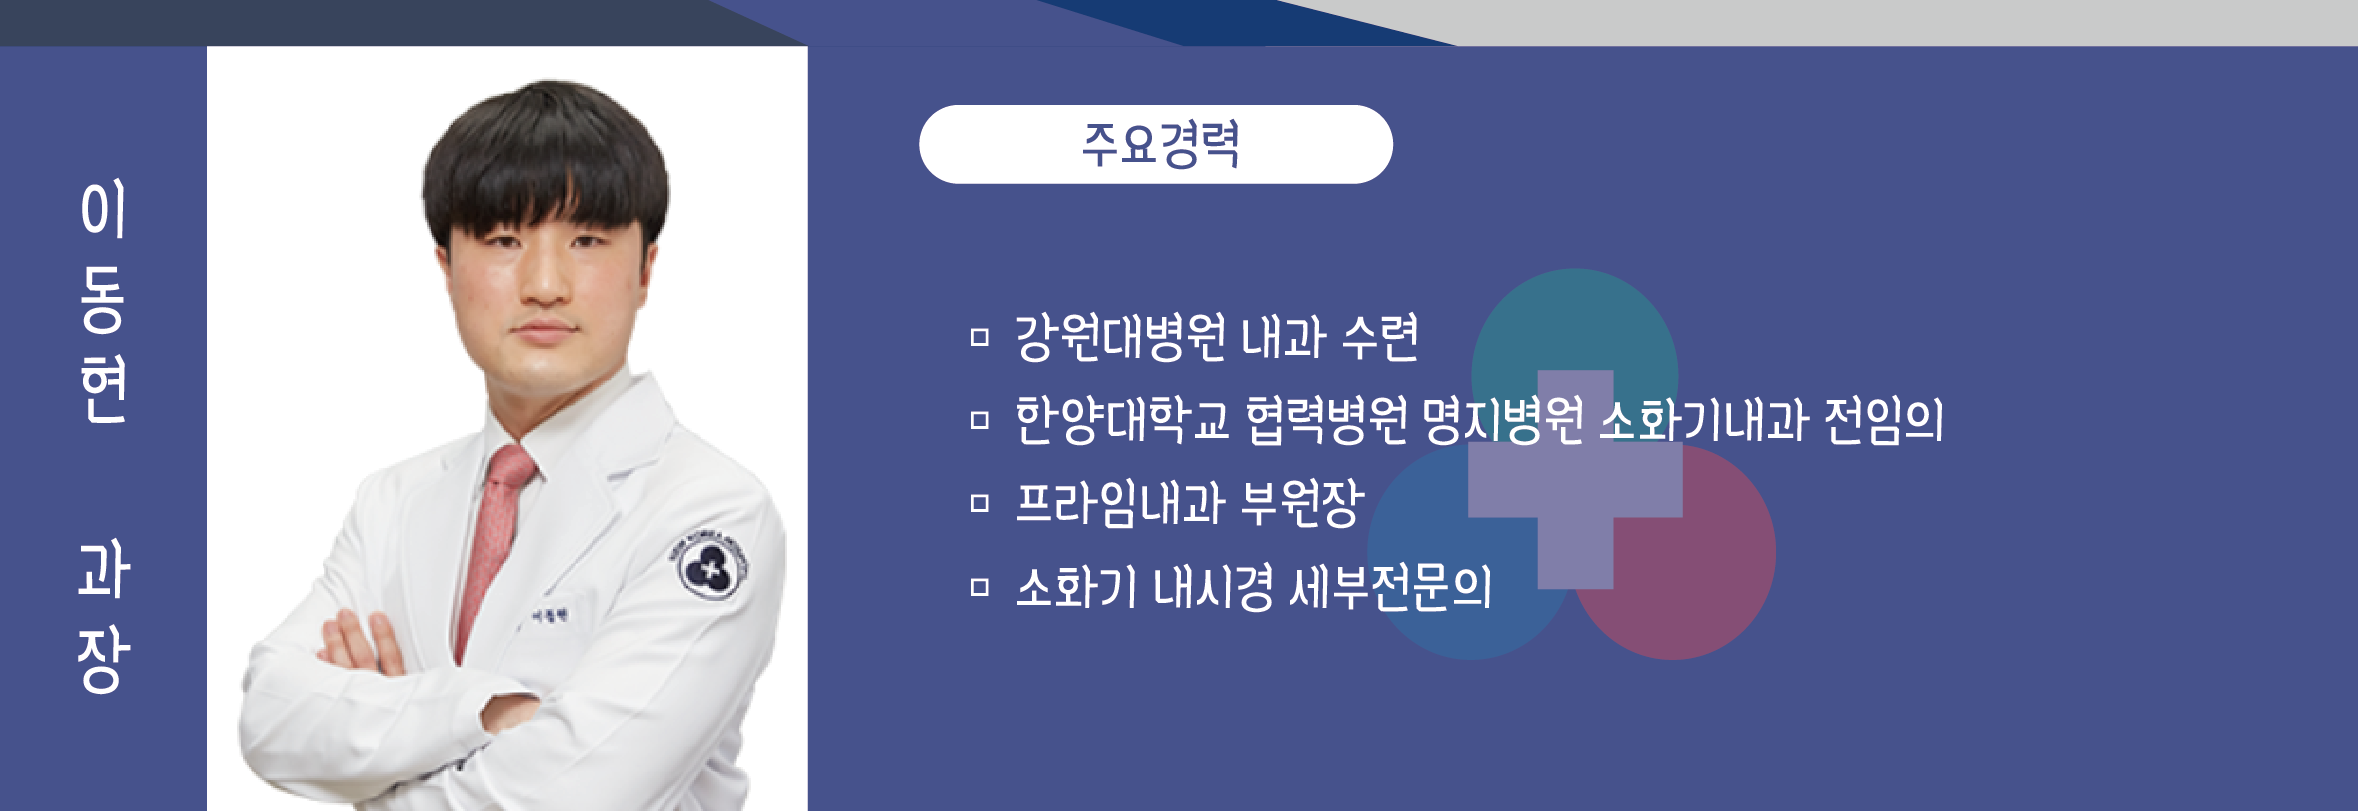 이동현 과장
주요경력
▫ 강원대병원 내과 수련
▫ 한양대학교 협력병원 명지병원 소화기내과 전임의
▫ 프라임내과 부원장
▫ 소화기 내시경 세부전문의
이동현